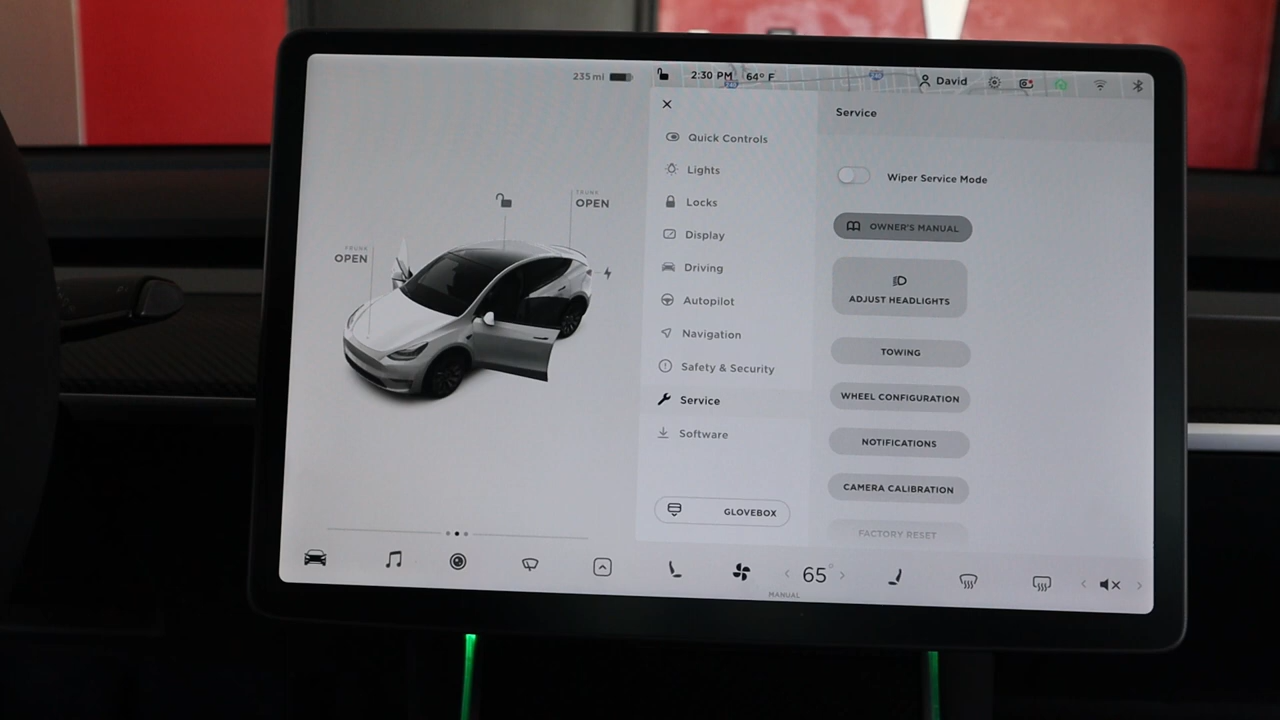 235 mi
2:30 PM
64° F
David
FRUNK
OPEN
TRUNK
OPEN
Quick Controls
Lights
Locks
Display
Driving
Autopilot
Navigation
Safety & Security
Service
Software
GLOVEBOX
Service
Wiper Service Mode
OWNER'S MANUAL
ADJUST HEADLIGHTS
TOWING
WHEEL CONFIGURATION
NOTIFICATIONS
CAMERA CALIBRATION
FACTORY RESET
65°
MANUAL